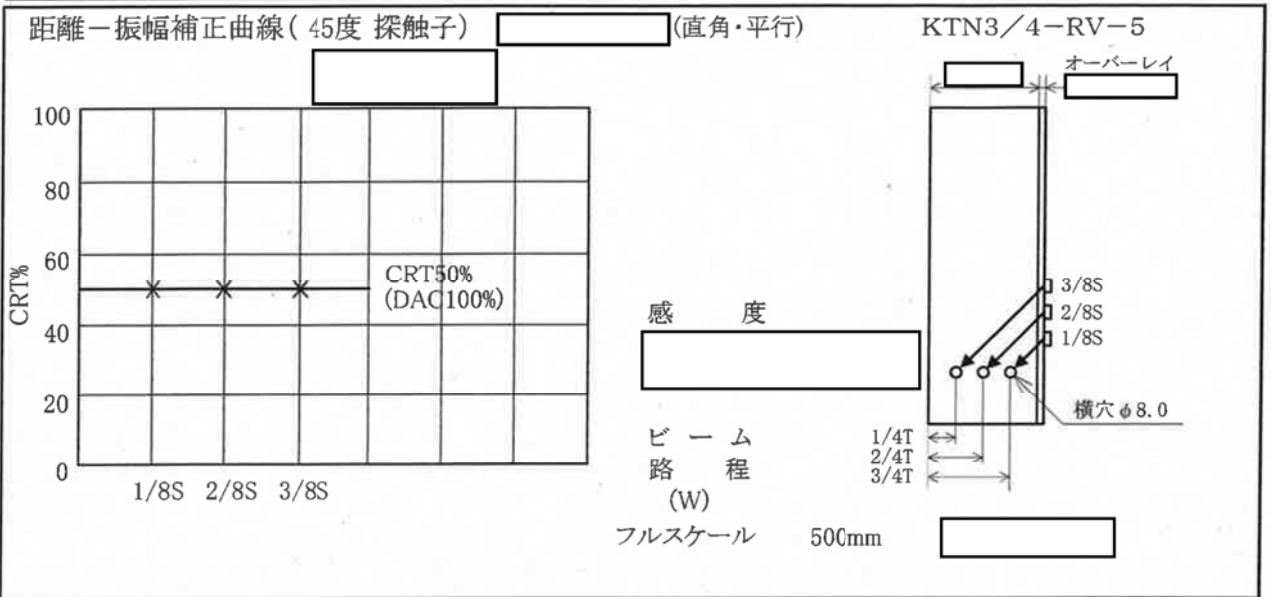 距離－振幅補正曲線( 45度 探触子)
(直角・平行)
KTN3／4－RV－5
オーバーレイ
100
80
60
40
20
0
CRT%
CRT50%
(DAC100%)
1/8S 2/8S 3/8S
感 度
3/8S
2/8S
1/8S
横穴φ8.0
ビ ー ム
路 程
(W)
1/4T
2/4T
3/4T
フルスケール 500mm